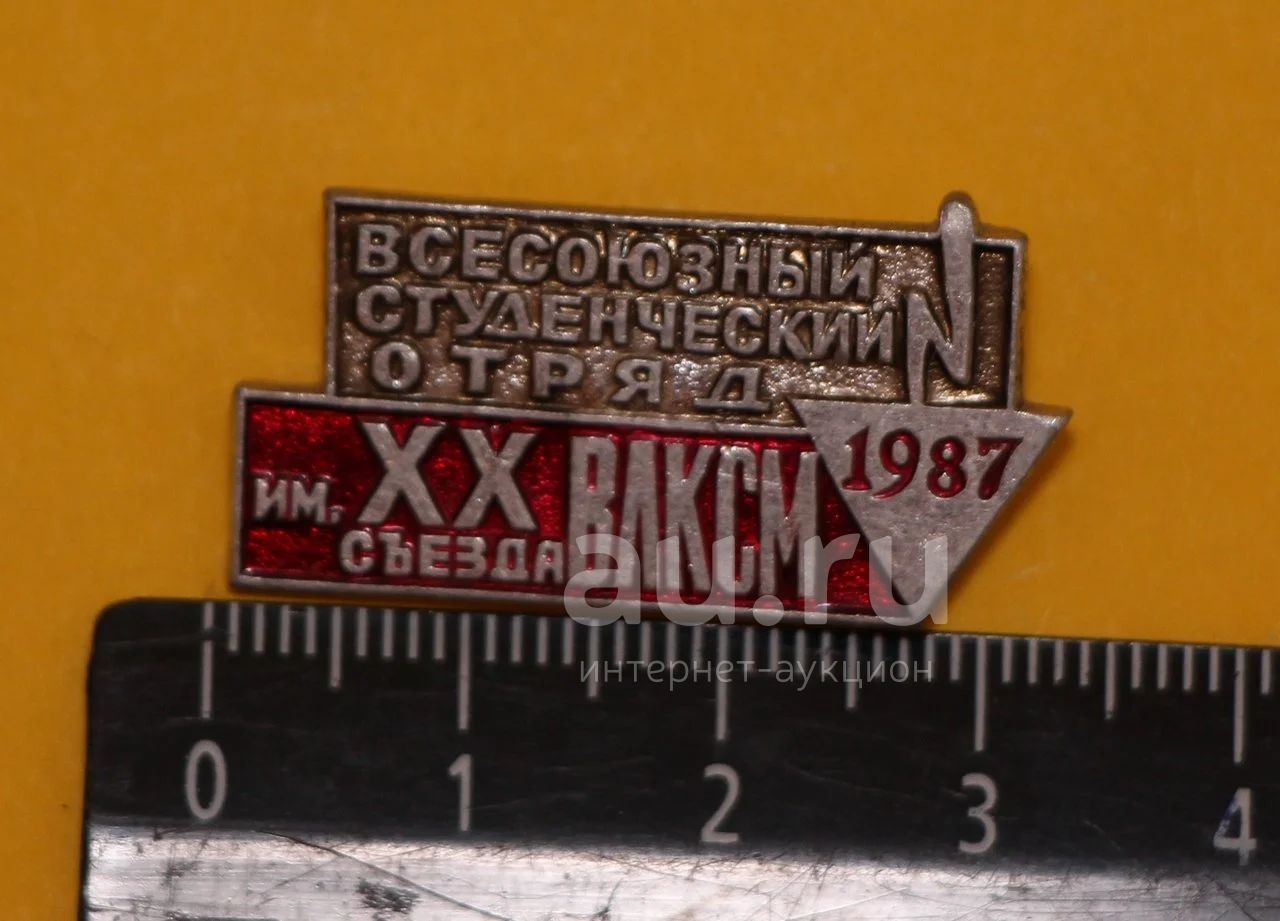 ВСЕСОЮЗНЫЙ
СТУДЕНЧЕСКИЙ
ОТРЯД
ИМ. XX СЪЕЗДА ВЛКСМ
1987
au.ru
интернет-аукцион
0 1 2 3 4